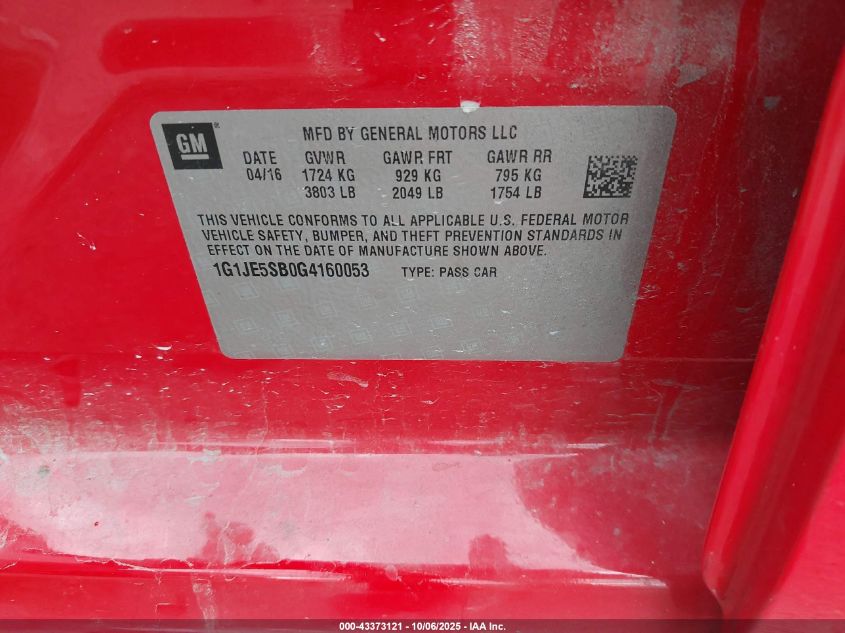 GM ®
MFD BY GENERAL MOTORS LLC
DATE GVWR GAWR FRT GAWR RR
04/16 1724 KG 929 KG 795 KG
3803 LB 2049 LB 1754 LB
THIS VEHICLE CONFORMS TO ALL APPLICABLE U.S. FEDERAL MOTOR
VEHICLE SAFETY, BUMPER, AND THEFT PREVENTION STANDARDS IN
EFFECT ON THE DATE OF MANUFACTURE SHOWN ABOVE.
1G1JE5SB0G4160053 TYPE: PASS CAR
000-43373121 - 10/06/2025 - IAA Inc.